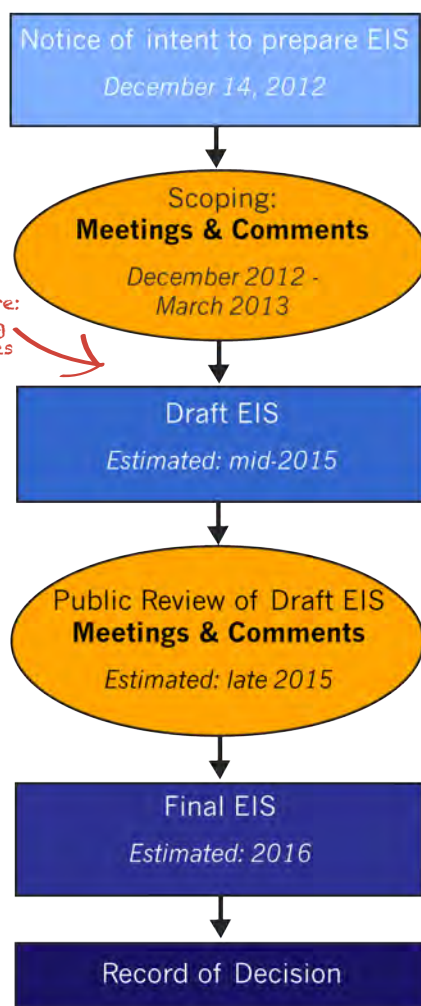 Notice of intent to prepare EIS
December 14, 2012
Scoping:
Meetings & Comments
December 2012 -
March 2013
Draft EIS
Estimated: mid-2015
Public Review of Draft EIS
Meetings & Comments
Estimated: late 2015
Final EIS
Estimated: 2016
Record of Decision